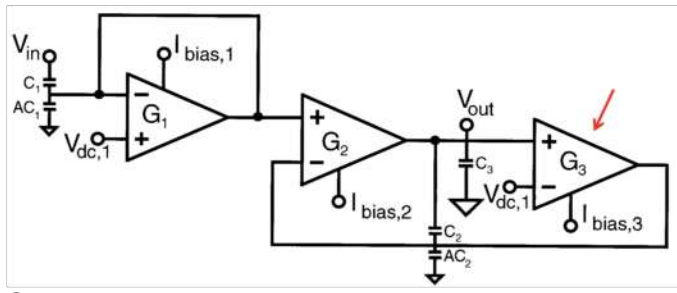 Vin
C1
AC1
Vdc,1
Ibias,1
−
G1
+
+
G2
−
Ibias,2
Vout
C3
C2
AC2
Vdc,1
+
G3
−
Ibias,3